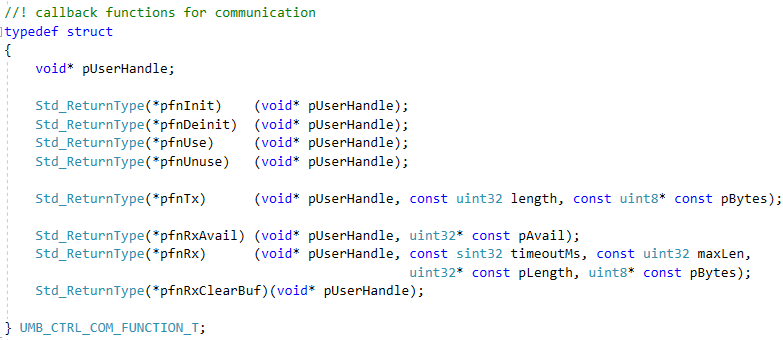 //! callback functions for communication
typedef struct
{
    void* pUserHandle;

    Std_ReturnType(*pfnInit)    (void* pUserHandle);
    Std_ReturnType(*pfnDeinit)  (void* pUserHandle);
    Std_ReturnType(*pfnUse)     (void* pUserHandle);
    Std_ReturnType(*pfnUnuse)   (void* pUserHandle);

    Std_ReturnType(*pfnTx)      (void* pUserHandle, const uint32 length, const uint8* const pBytes);

    Std_ReturnType(*pfnRxAvail) (void* pUserHandle, uint32* const pAvail);
    Std_ReturnType(*pfnRx)      (void* pUserHandle, const sint32 timeoutMs, const uint32 maxLen,
                                                    uint32* const pLength, uint8* const pBytes);
    Std_ReturnType(*pfnRxClearBuf)(void* pUserHandle);

} UMB_CTRL_COM_FUNCTION_T;